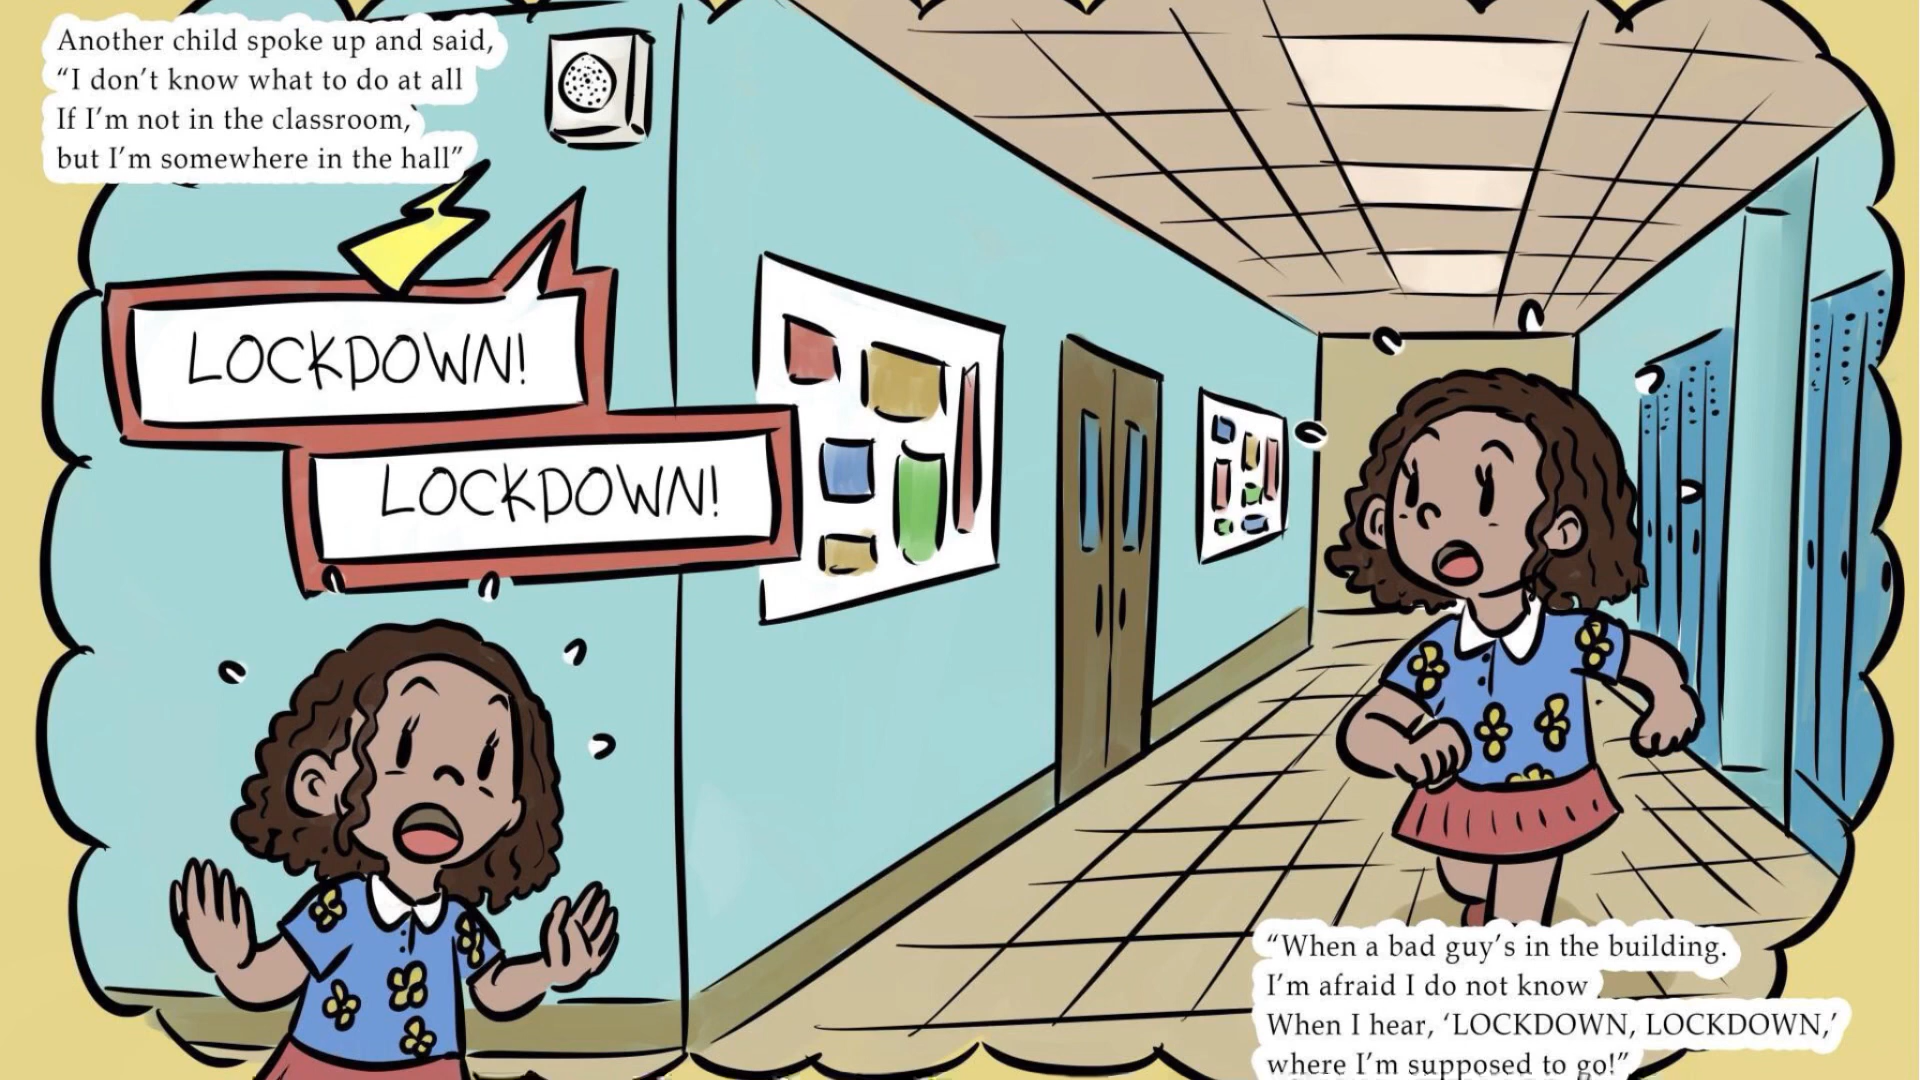 Another child spoke up and said,
“I don’t know what to do at all
If I’m not in the classroom,
but I’m somewhere in the hall”
LOCKDOWN!
LOCKDOWN!
“When a bad guy’s in the building.
I’m afraid I do not know
When I hear, ‘LOCKDOWN, LOCKDOWN,’
where I’m supposed to go!”